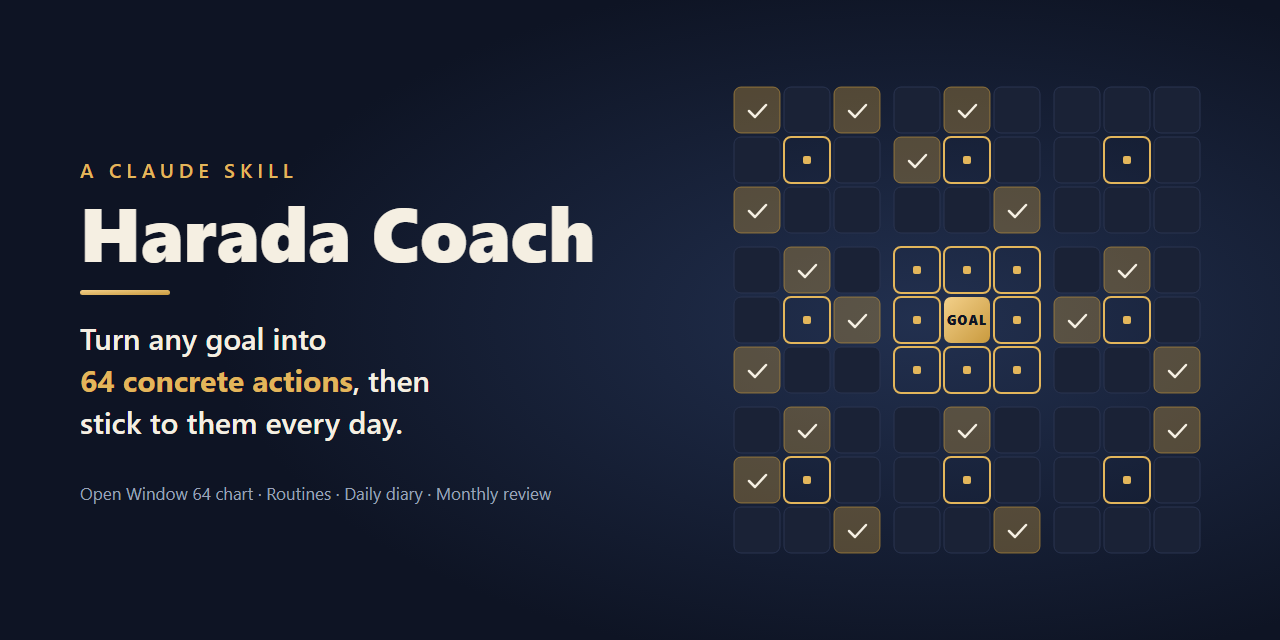 A CLAUDE SKILL
Harada Coach
Turn any goal into
64 concrete actions, then
stick to them every day.
Open Window 64 chart · Routines · Daily diary · Monthly review
GOAL